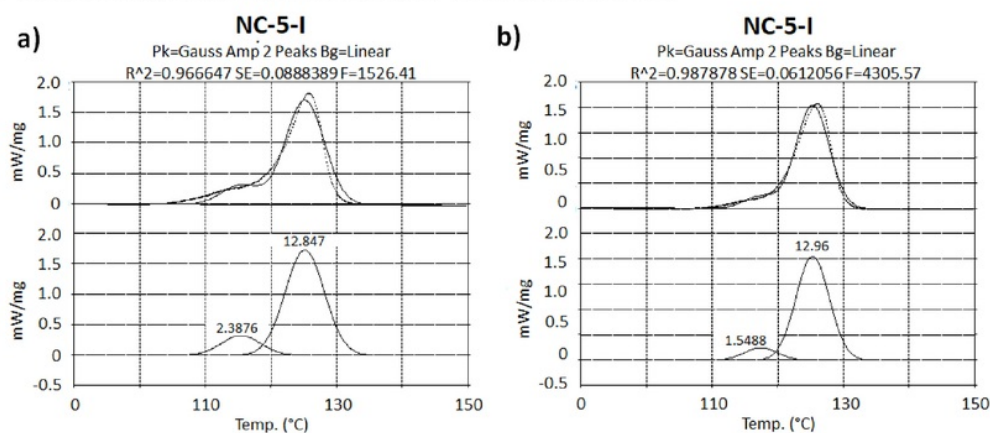 a)
NC-5-I
Pk=Gauss Amp 2 Peaks Bg=Linear
R^2=0.966647 SE=0.0888389 F=1526.41
2.0
1.5
1.0
0.5
0
mW/mg
2.0
1.5
1.0
0.5
0
-0.5
mW/mg
12.847
2.3876
0
110
130
150
Temp. (°C)
b)
NC-5-I
Pk=Gauss Amp 2 Peaks Bg=Linear
R^2=0.987878 SE=0.0612056 F=4305.57
2.0
1.5
1.0
0.5
0
mW/mg
2.0
1.5
1.0
0.5
0
-0.5
mW/mg
12.96
1.5488
0
110
130
150
Temp. (°C)